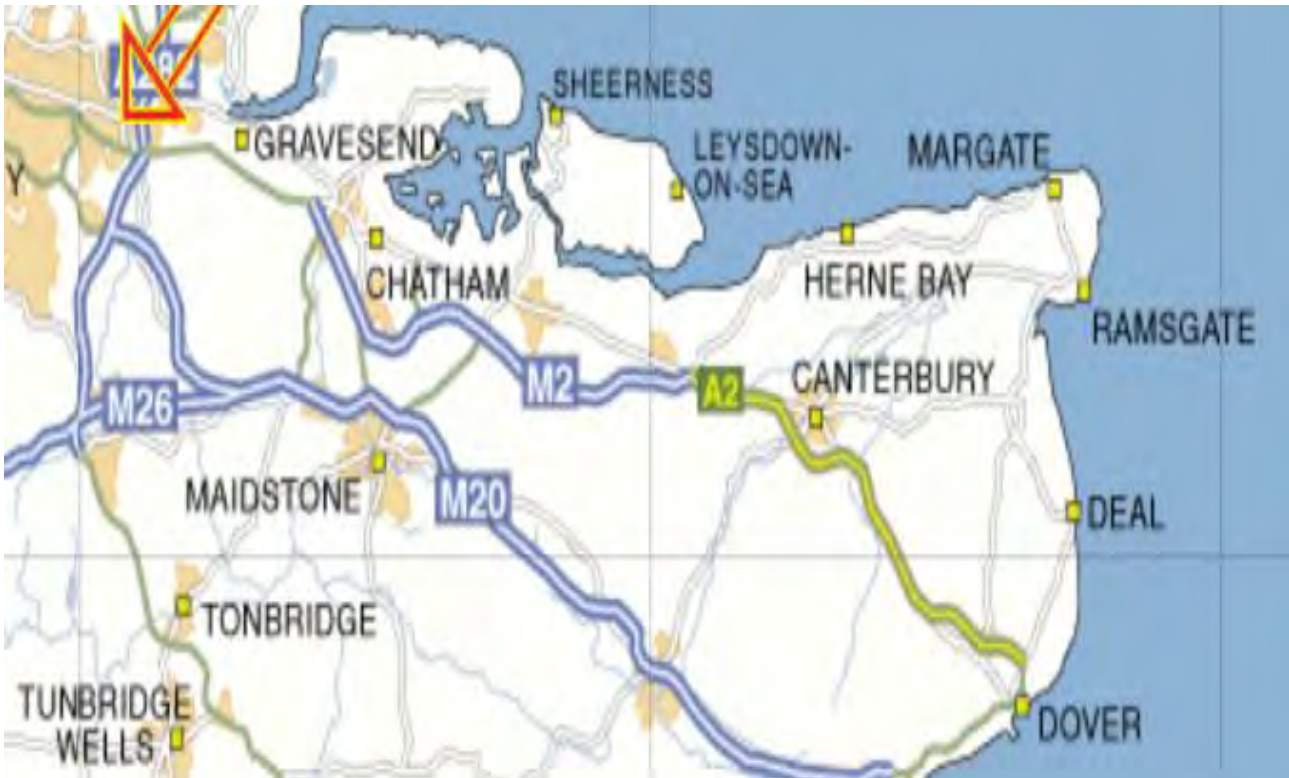 SHEERNESS
GRAVESEND
LEYSDOWN-
ON-SEA
MARGATE
Y
CHATHAM
HERNE BAY
RAMSGATE
M2
A2
CANTERBURY
M26
MAIDSTONE
M20
DEAL
TONBRIDGE
TUNBRIDGE
WELLS
DOVER